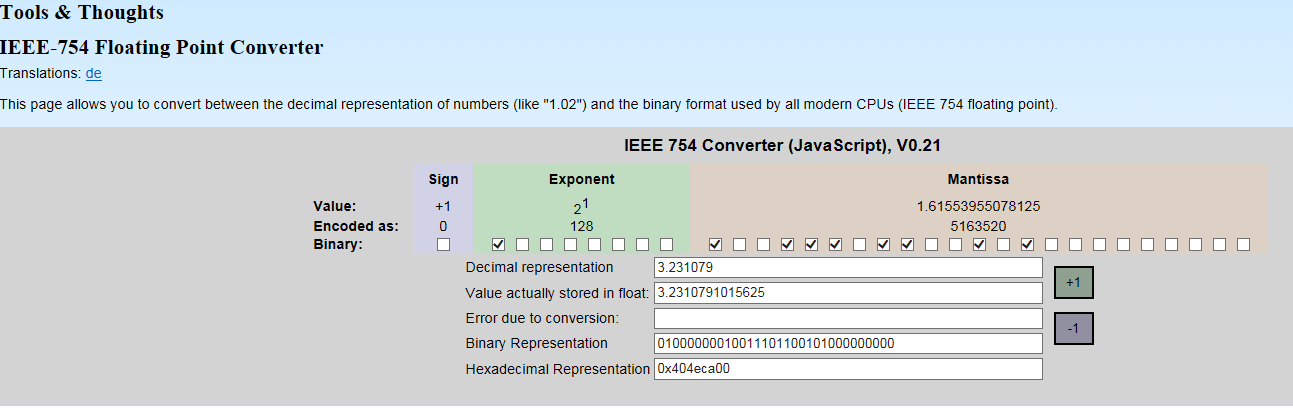 Tools & Thoughts
IEEE-754 Floating Point Converter
Translations: de
This page allows you to convert between the decimal representation of numbers (like "1.02") and the binary format used by all modern CPUs (IEEE 754 floating point).
IEEE 754 Converter (JavaScript), V0.21
Sign Exponent Mantissa
Value: +1 2^1 1.61553955078125
Encoded as: 0 128 5163520
Binary:
Decimal representation 3.231079
Value actually stored in float: 3.2310791015625 +1
Error due to conversion:
-1
Binary Representation 01000000010011101100101000000000
Hexadecimal Representation 0x404eca00